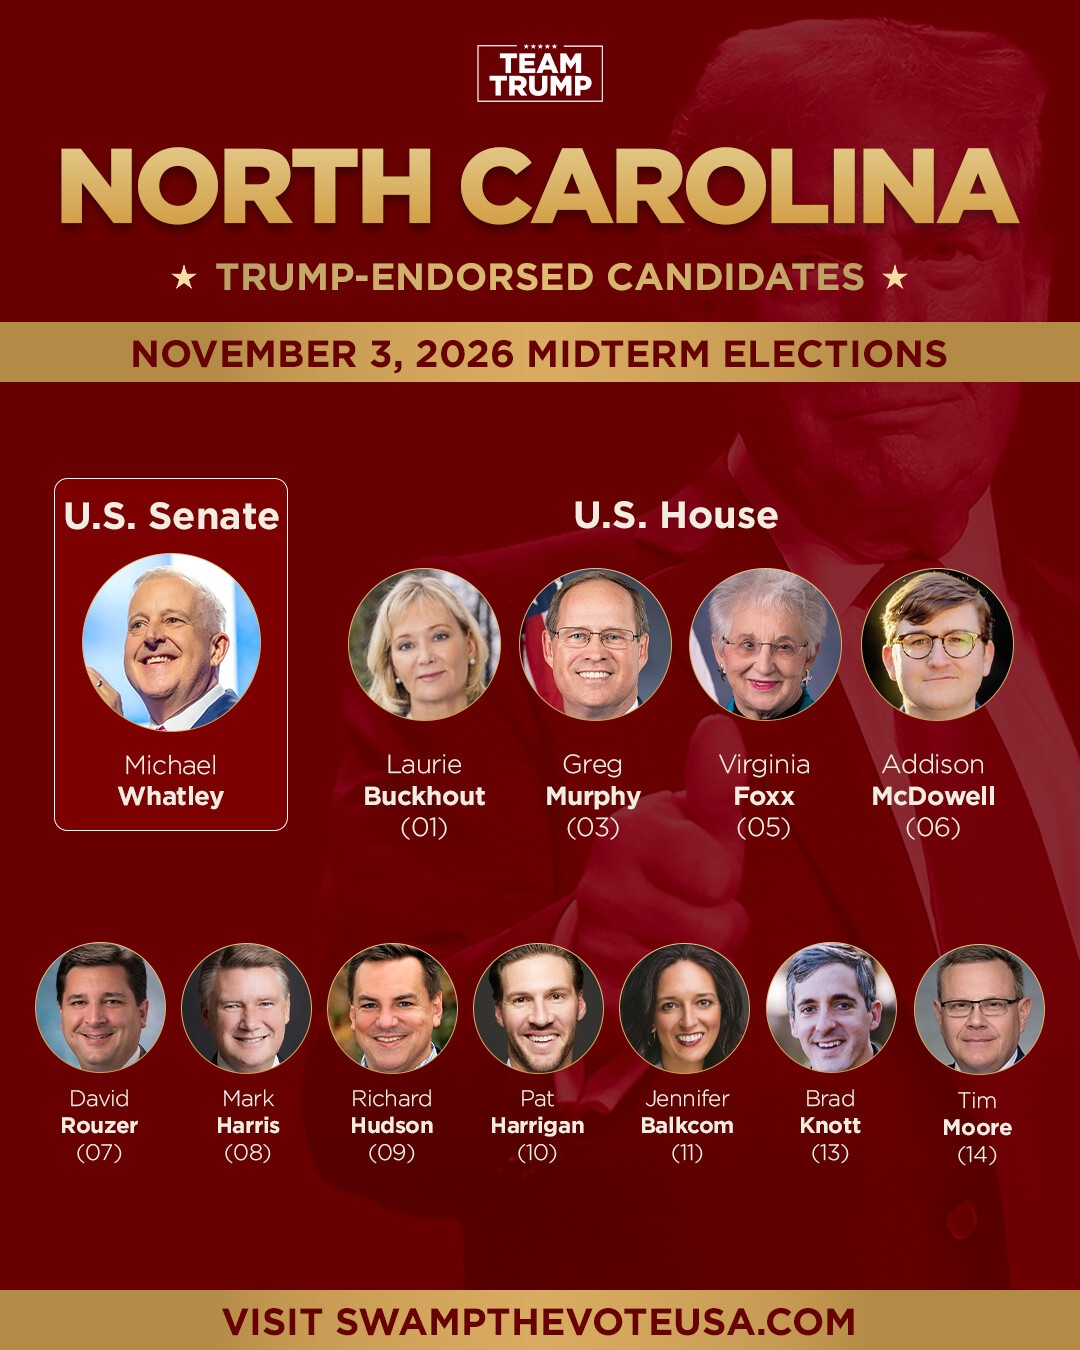 TEAM
TRUMP
NORTH CAROLINA
TRUMP-ENDORSED CANDIDATES
NOVEMBER 3, 2026 MIDTERM ELECTIONS
U.S. Senate
Michael
Whatley
U.S. House
Laurie
Buckhout
(01)
Greg
Murphy
(03)
Virginia
Foxx
(05)
Addison
McDowell
(06)
David
Rouzer
(07)
Mark
Harris
(08)
Richard
Hudson
(09)
Pat
Harrigan
(10)
Jennifer
Balkcom
(11)
Brad
Knott
(13)
Tim
Moore
(14)
VISIT SWAMPTHEVOTEUSA.COM